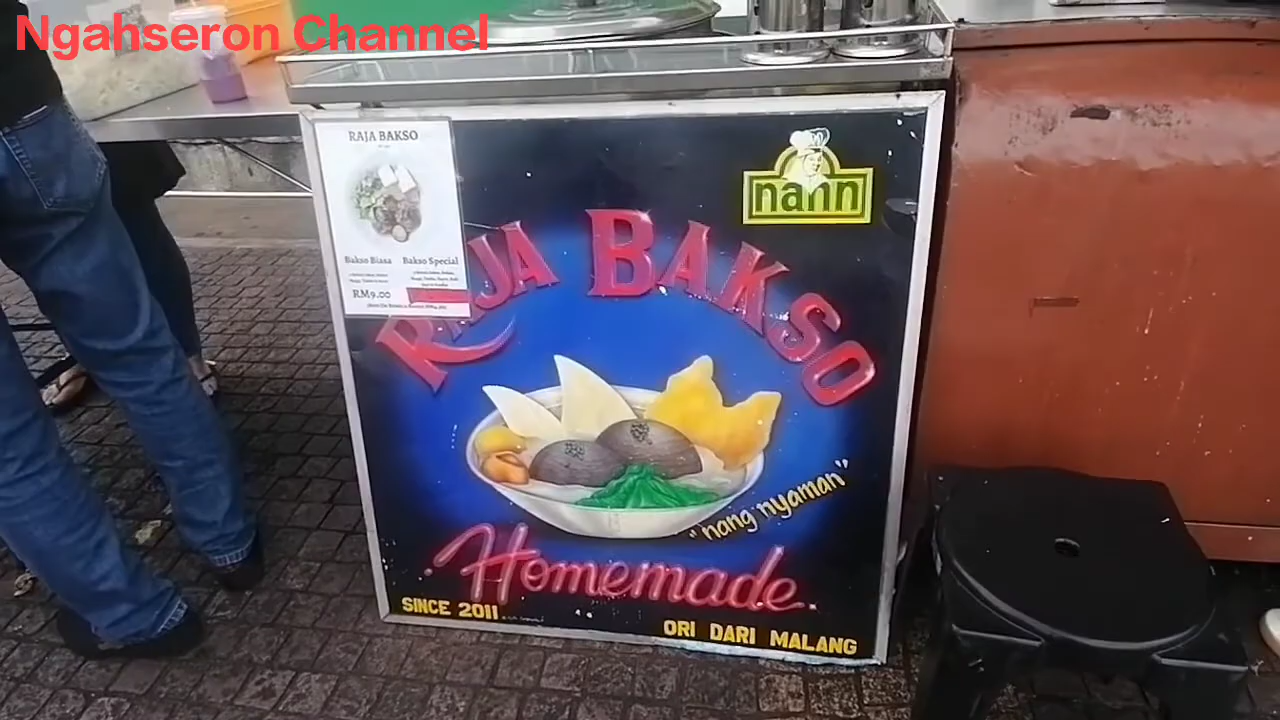 Ngahseron Channel
RAJA BAKSO
Bakso Biasa
Bakso Special
RM9.00
nann
RAJA BAKSO
"nang nyaman"
Homemade
SINCE 2011
ORI DARI MALANG